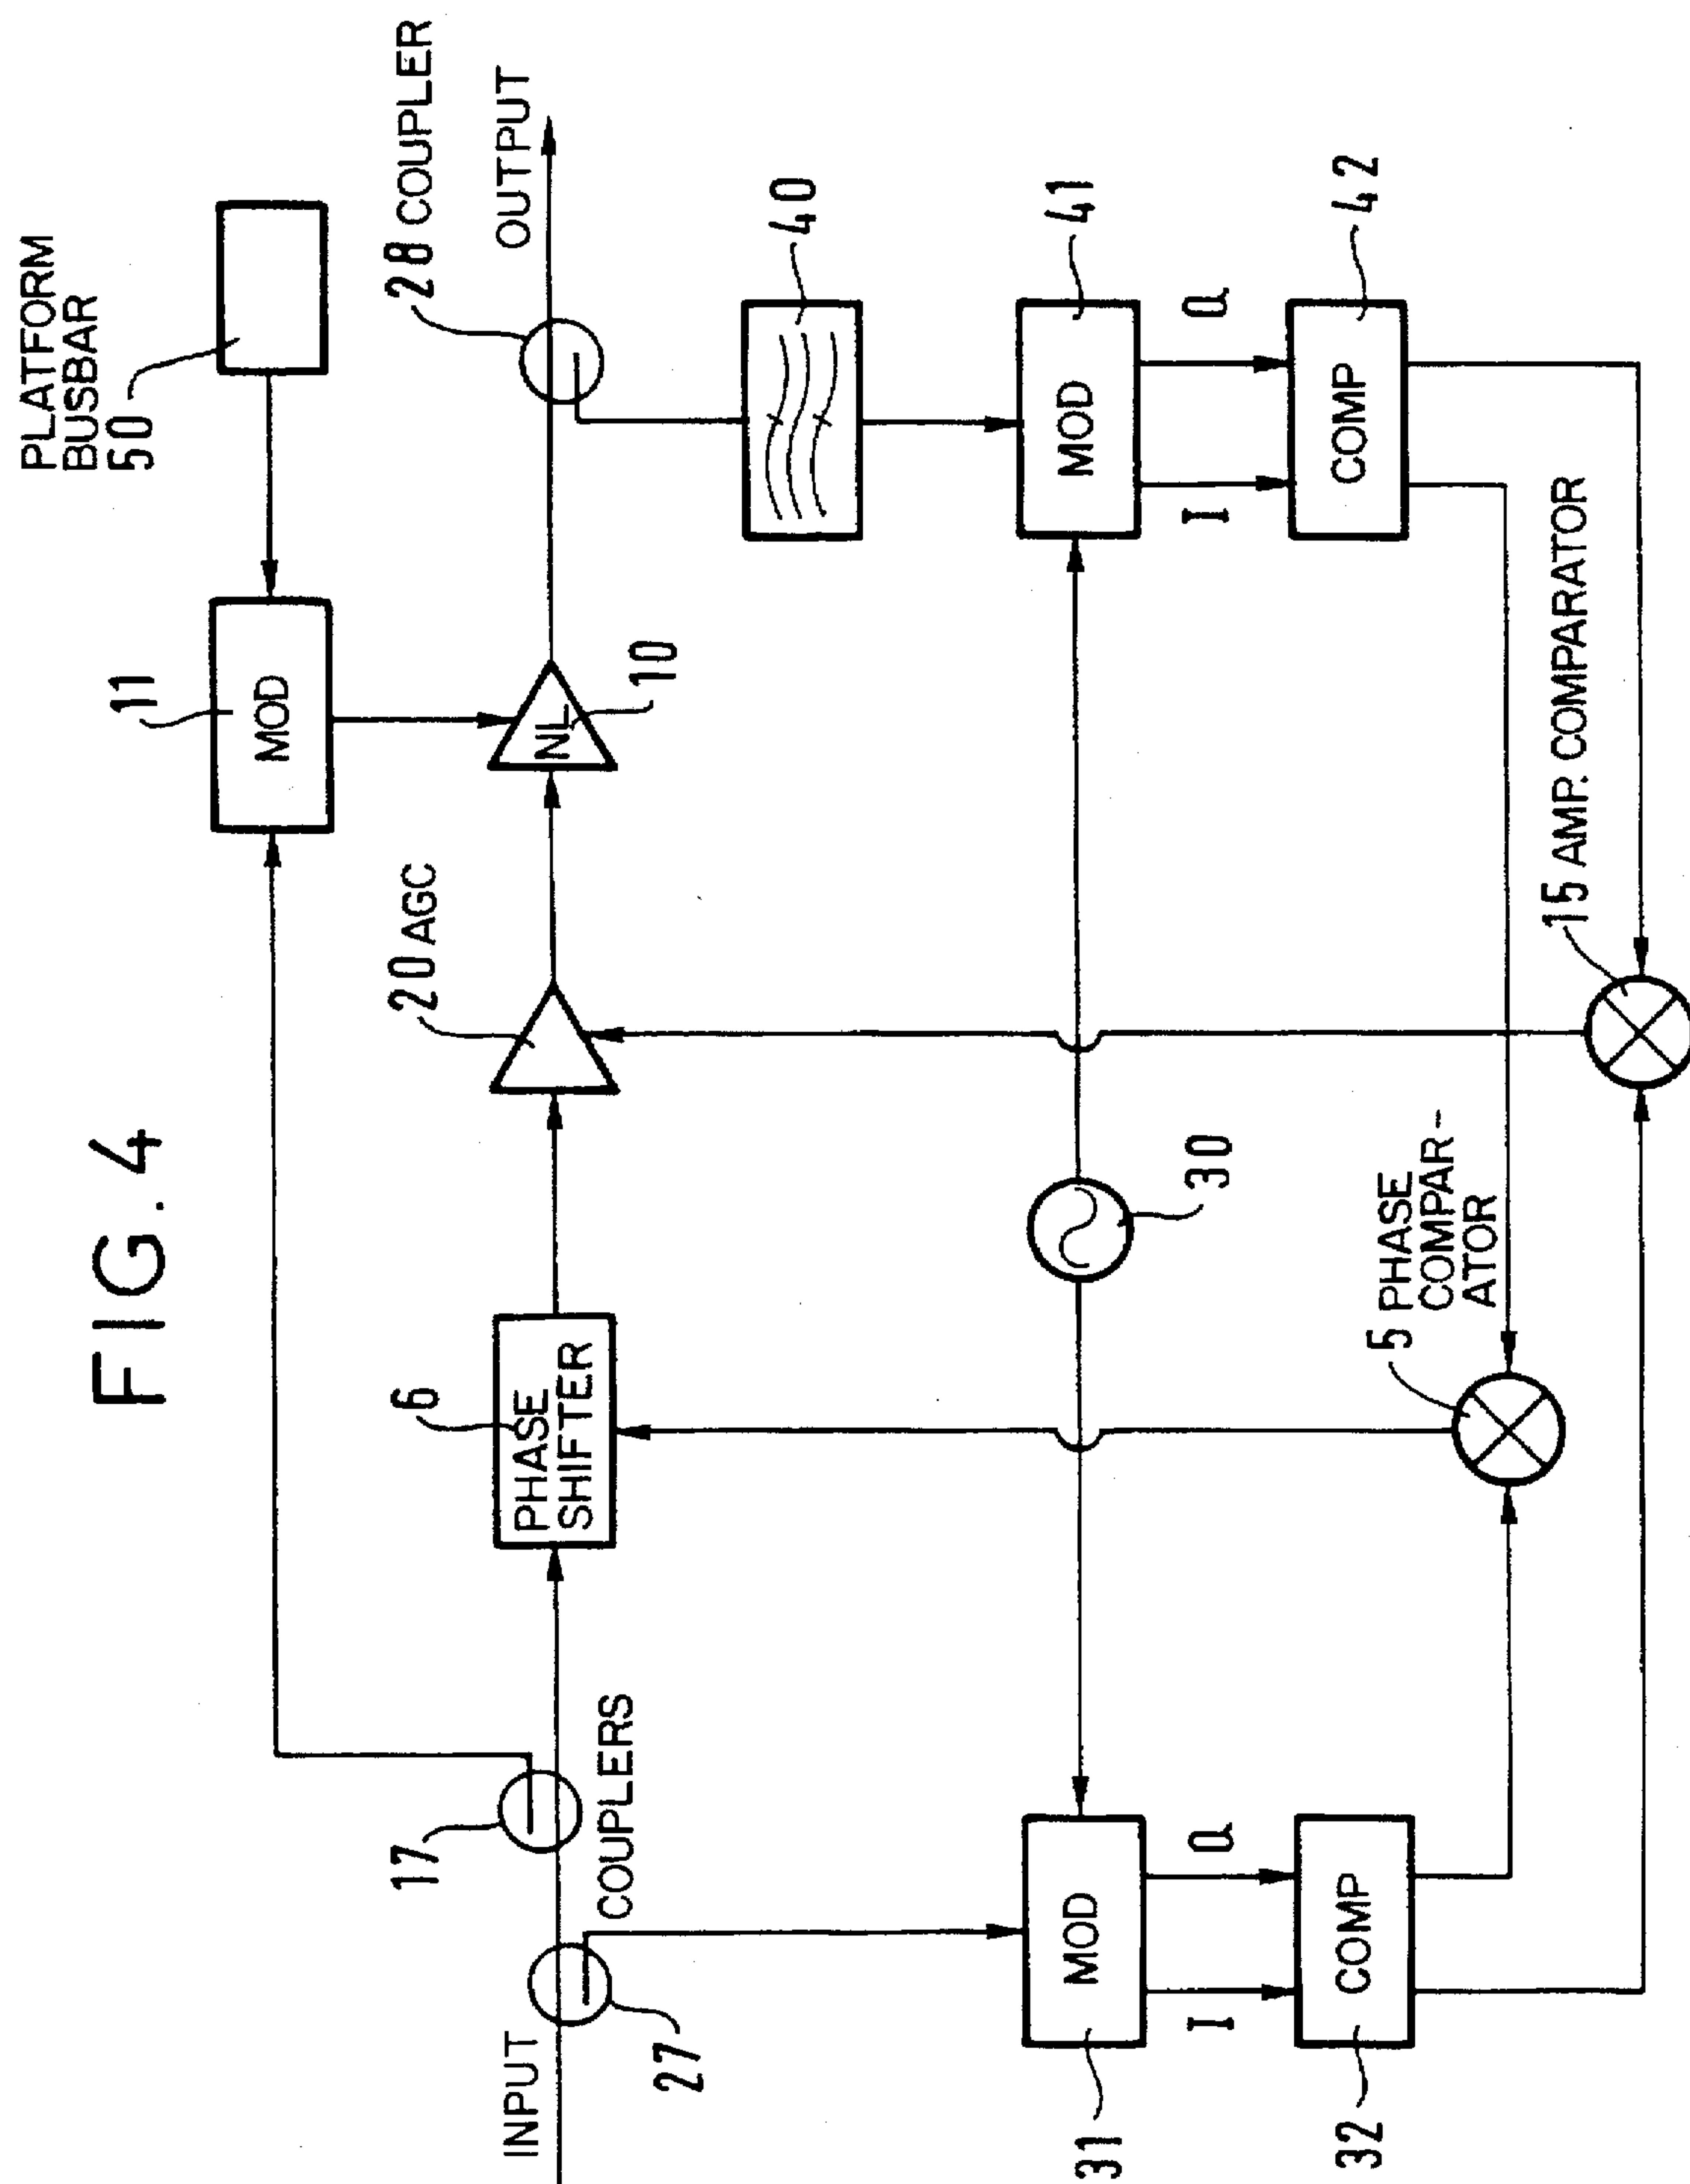 FIG. 4
PLATFORM
BUSBAR
50
11
MOD
28 COUPLER
OUTPUT
20 AGC
NL
10
6
PHASE
SHIFTER
17
COUPLERS
INPUT
27
40
30
31
MOD
I
Q
32
COMP
41
MOD
I
Q
42
COMP
5 PHASE
COMPAR-
ATOR
15 AMP. COMPARATOR